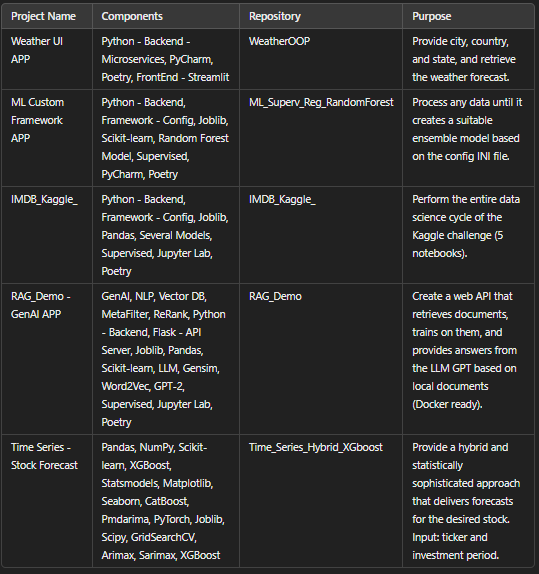 Project Name
Components
Repository
Purpose
Weather UI
APP
Python - Backend -
Microservices, PyCharm,
Poetry, FrontEnd - Streamlit
WeatherOOP
Provide city, country,
and state, and retrieve
the weather forecast.
ML Custom
Framework
APP
Python - Backend,
Framework - Config, Joblib,
Scikit-learn, Random Forest
Model, Supervised,
PyCharm, Poetry
ML_Superv_Reg_RandomForest
Process any data until it
creates a suitable
ensemble model based
on the config INI file.
IMDB_Kaggle_
Python - Backend,
Framework - Config, Joblib,
Pandas, Several Models,
Supervised, Jupyter Lab,
Poetry
IMDB_Kaggle_
Perform the entire data
science cycle of the
Kaggle challenge (5
notebooks).
RAG_Demo -
GenAI APP
GenAI, NLP, Vector DB,
MetaFilter, ReRank, Python
- Backend, Flask - API
Server, Joblib, Pandas,
Scikit-learn, LLM, Gensim,
Word2Vec, GPT-2,
Supervised, Jupyter Lab,
Poetry
RAG_Demo
Create a web API that
retrieves documents,
trains on them, and
provides answers from
the LLM GPT based on
local documents
(Docker ready).
Time Series -
Stock Forecast
Pandas, NumPy, Scikit-
learn, XGBoost,
Statsmodels, Matplotlib,
Seaborn, CatBoost,
Pmdarima, PyTorch, Joblib,
Scipy, GridSearchCV,
Arimax, Sarimax, XGBoost
Time_Series_Hybrid_XGboost
Provide a hybrid and
statistically
sophisticated approach
that delivers forecasts
for the desired stock.
Input: ticker and
investment period.